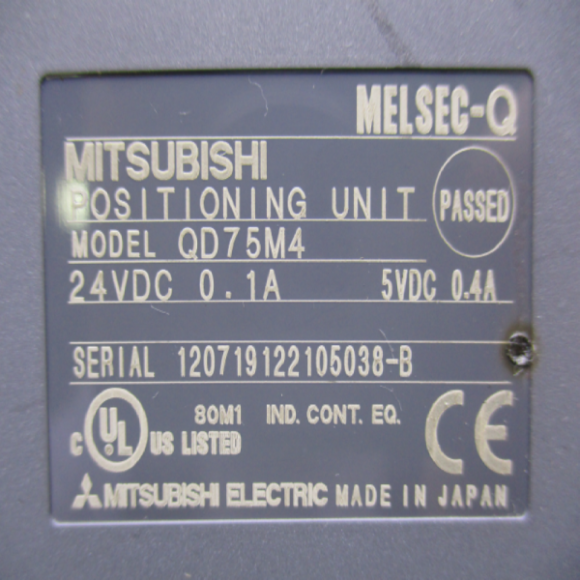 MELSEC-Q
MITSUBISHI
POSITIONING UNIT
PASSED
MODEL QD75M4
24VDC 0.1A 5VDC 0.4A
SERIAL 120719122105038-B
C UL US LISTED
80M1 IND. CONT. EQ.
CE
MITSUBISHI ELECTRIC MADE IN JAPAN